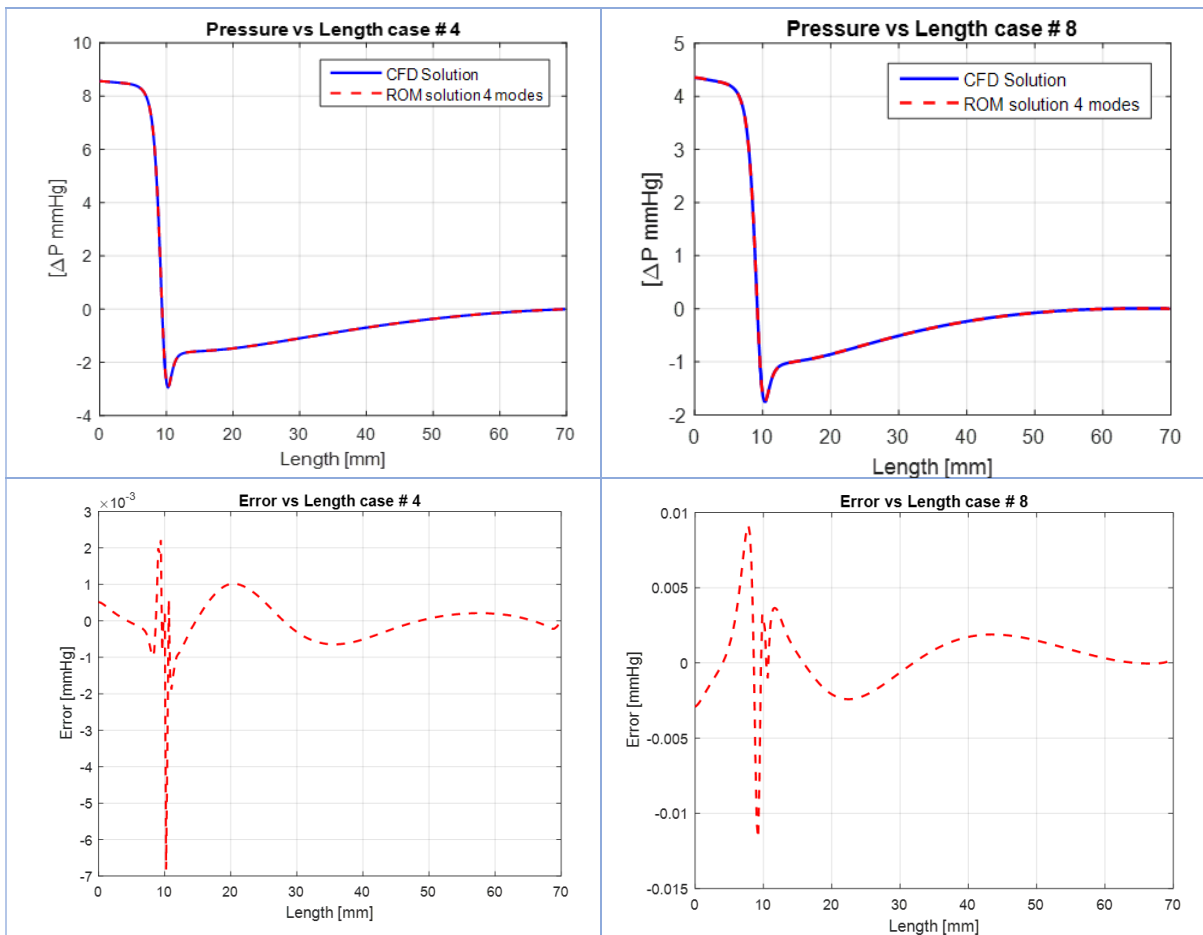 Pressure vs Length case # 4
CFD Solution
ROM solution 4 modes
10
8
6
4
2
0
-2
-4
[ΔP mmHg]
0 10 20 30 40 50 60 70
Length [mm]
Pressure vs Length case # 8
CFD Solution
ROM solution 4 modes
5
4
3
2
1
0
-1
-2
[ΔP mmHg]
0 10 20 30 40 50 60 70
Length [mm]
Error vs Length case # 4
×10⁻³
3
2
1
0
-1
-2
-3
-4
-5
-6
-7
Error [mmHg]
0 10 20 30 40 50 60 70
Length [mm]
Error vs Length case # 8
0.01
0.005
0
-0.005
-0.01
-0.015
Error [mmHg]
0 10 20 30 40 50 60 70
Length [mm]